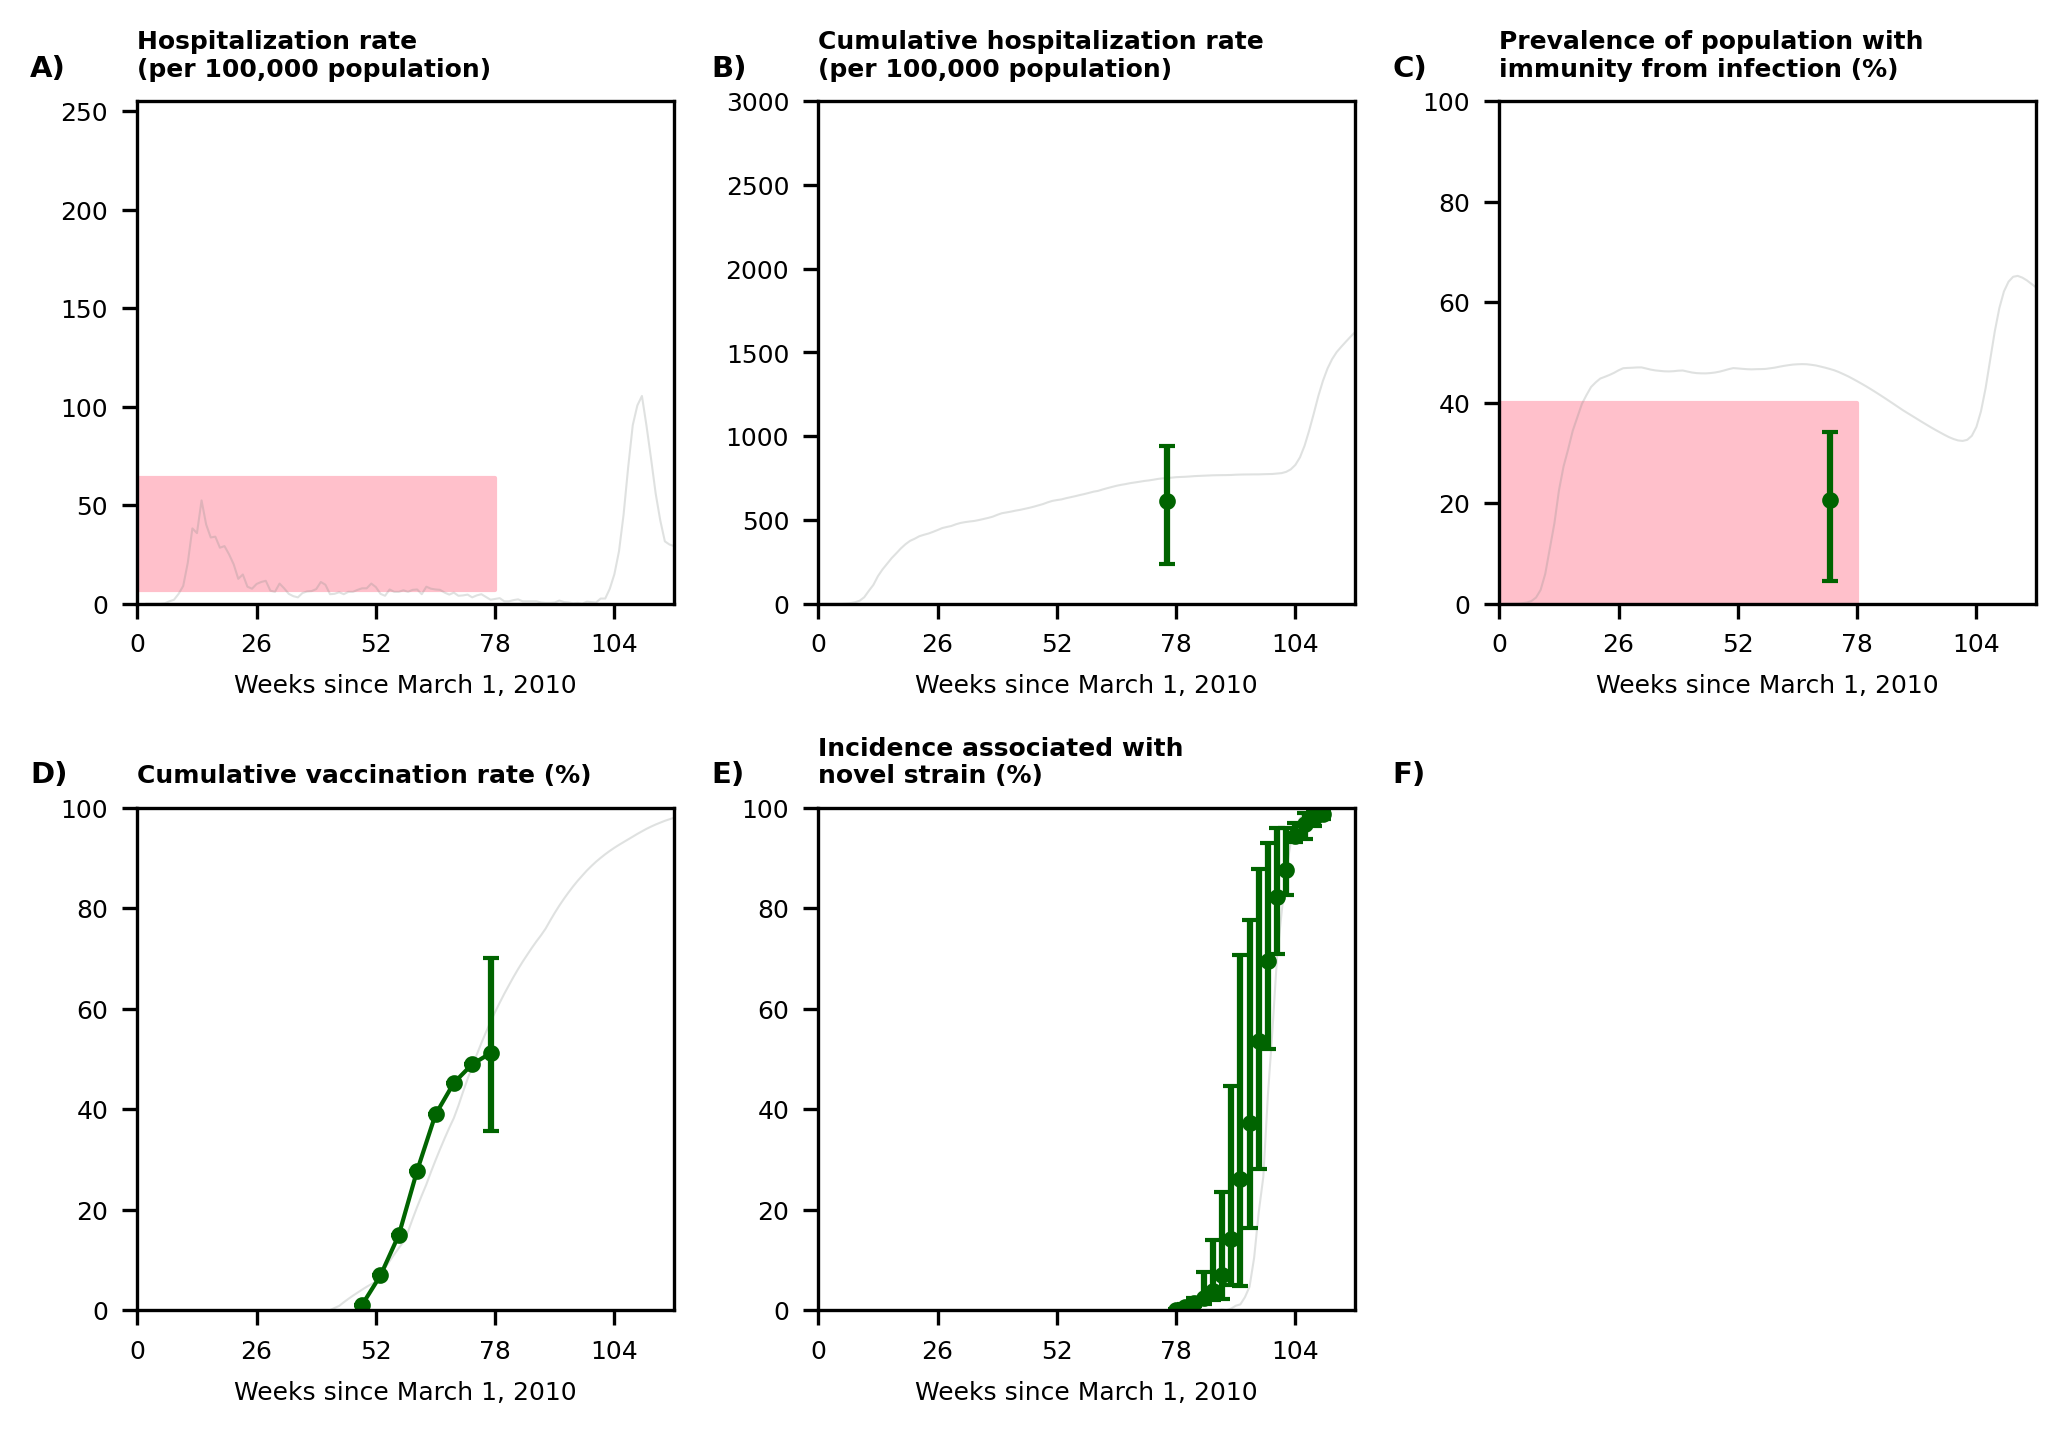 A)
Hospitalization rate
(per 100,000 population)
250
200
150
100
50
0
0 26 52 78 104
Weeks since March 1, 2010
B)
Cumulative hospitalization rate
(per 100,000 population)
3000
2500
2000
1500
1000
500
0
0 26 52 78 104
Weeks since March 1, 2010
C)
Prevalence of population with
immunity from infection (%)
100
80
60
40
20
0
0 26 52 78 104
Weeks since March 1, 2010
D)
Cumulative vaccination rate (%)
100
80
60
40
20
0
0 26 52 78 104
Weeks since March 1, 2010
E)
Incidence associated with
novel strain (%)
100
80
60
40
20
0
0 26 52 78 104
Weeks since March 1, 2010
F)